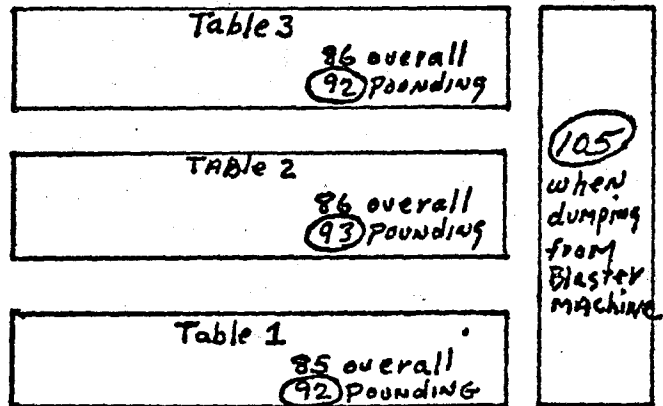 Table 3
86 overall
92 Pounding
TABle 2
86 overall
93 Pounding
Table 1
85 overall
92 POUNDING
105
when
dumping
from
Blaster
MAChine